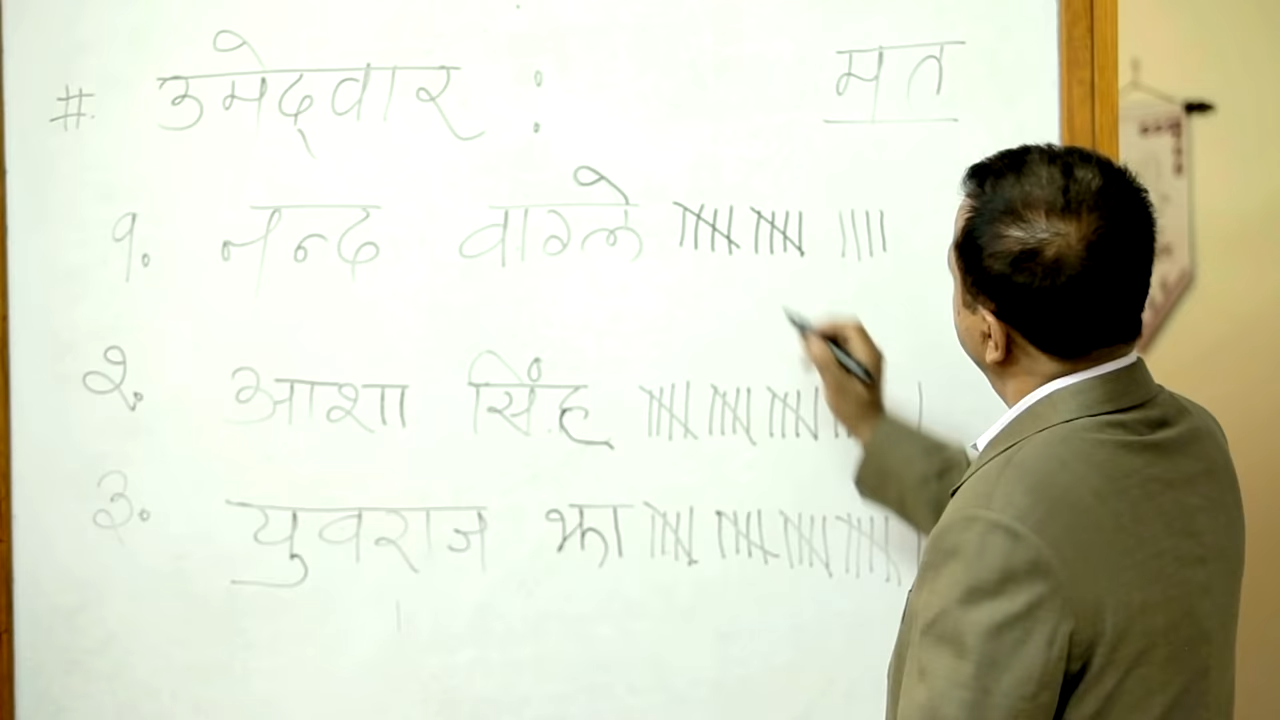 # उमेद्वार : मत
१. नन्द वाग्ले
२. आशा सिंह
३. युवराज झा